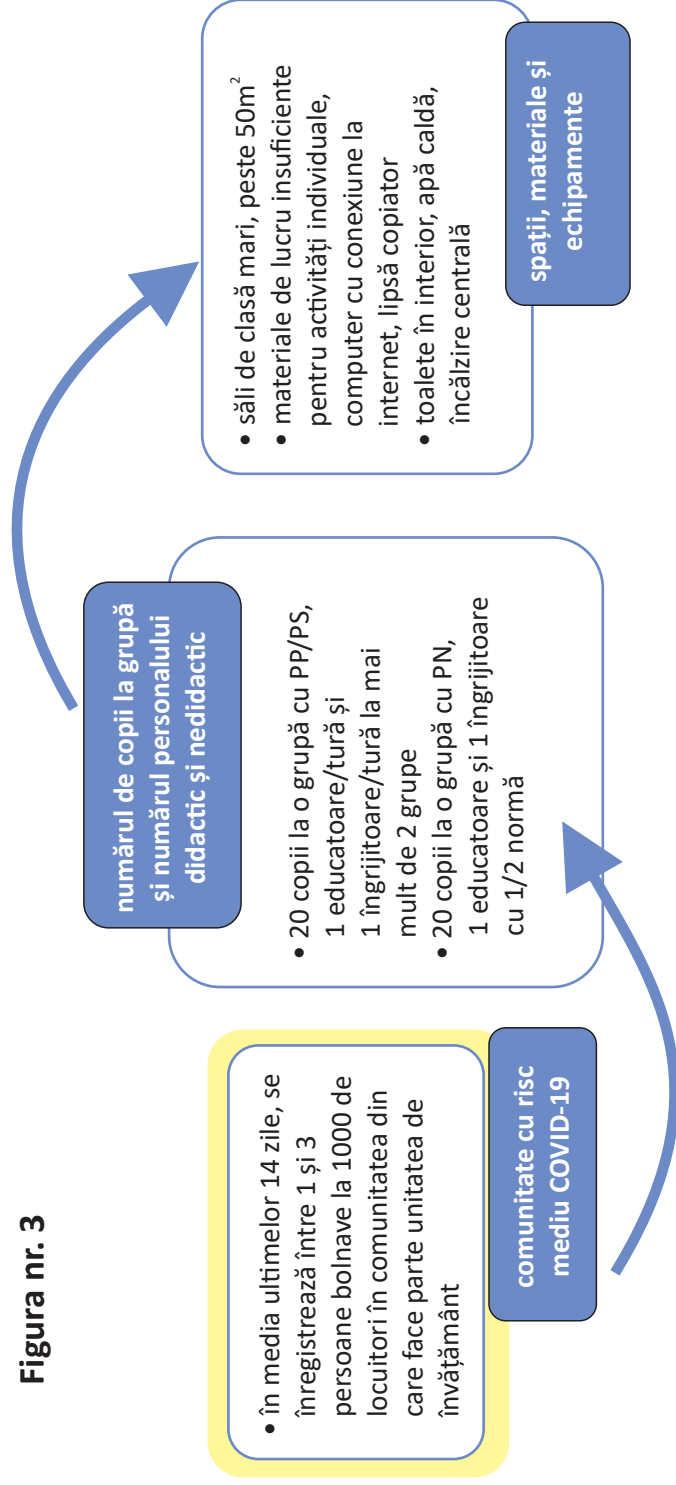 Figura nr. 3
• în media ultimelor 14 zile, se
înregistrează între 1 și 3
persoane bolnave la 1000 de
locuitori în comunitatea din
care face parte unitatea de
învățământ
comunitate cu risc
mediu COVID-19
numărul de copii la grupă
și numărul personalului
didactic și nedidactic
• 20 copii la o grupă cu PP/PS,
1 educatoare/tură și
1 îngrijitoare/tură la mai
mult de 2 grupe
• 20 copii la o grupă cu PN,
1 educatoare și 1 îngrijitoare
cu 1/2 normă
• săli de clasă mari, peste 50m²
• materiale de lucru insuficiente
pentru activități individuale,
computer cu conexiune la
internet, lipsă copiator
• toalete în interior, apă caldă,
încălzire centrală
spații, materiale și
echipamente